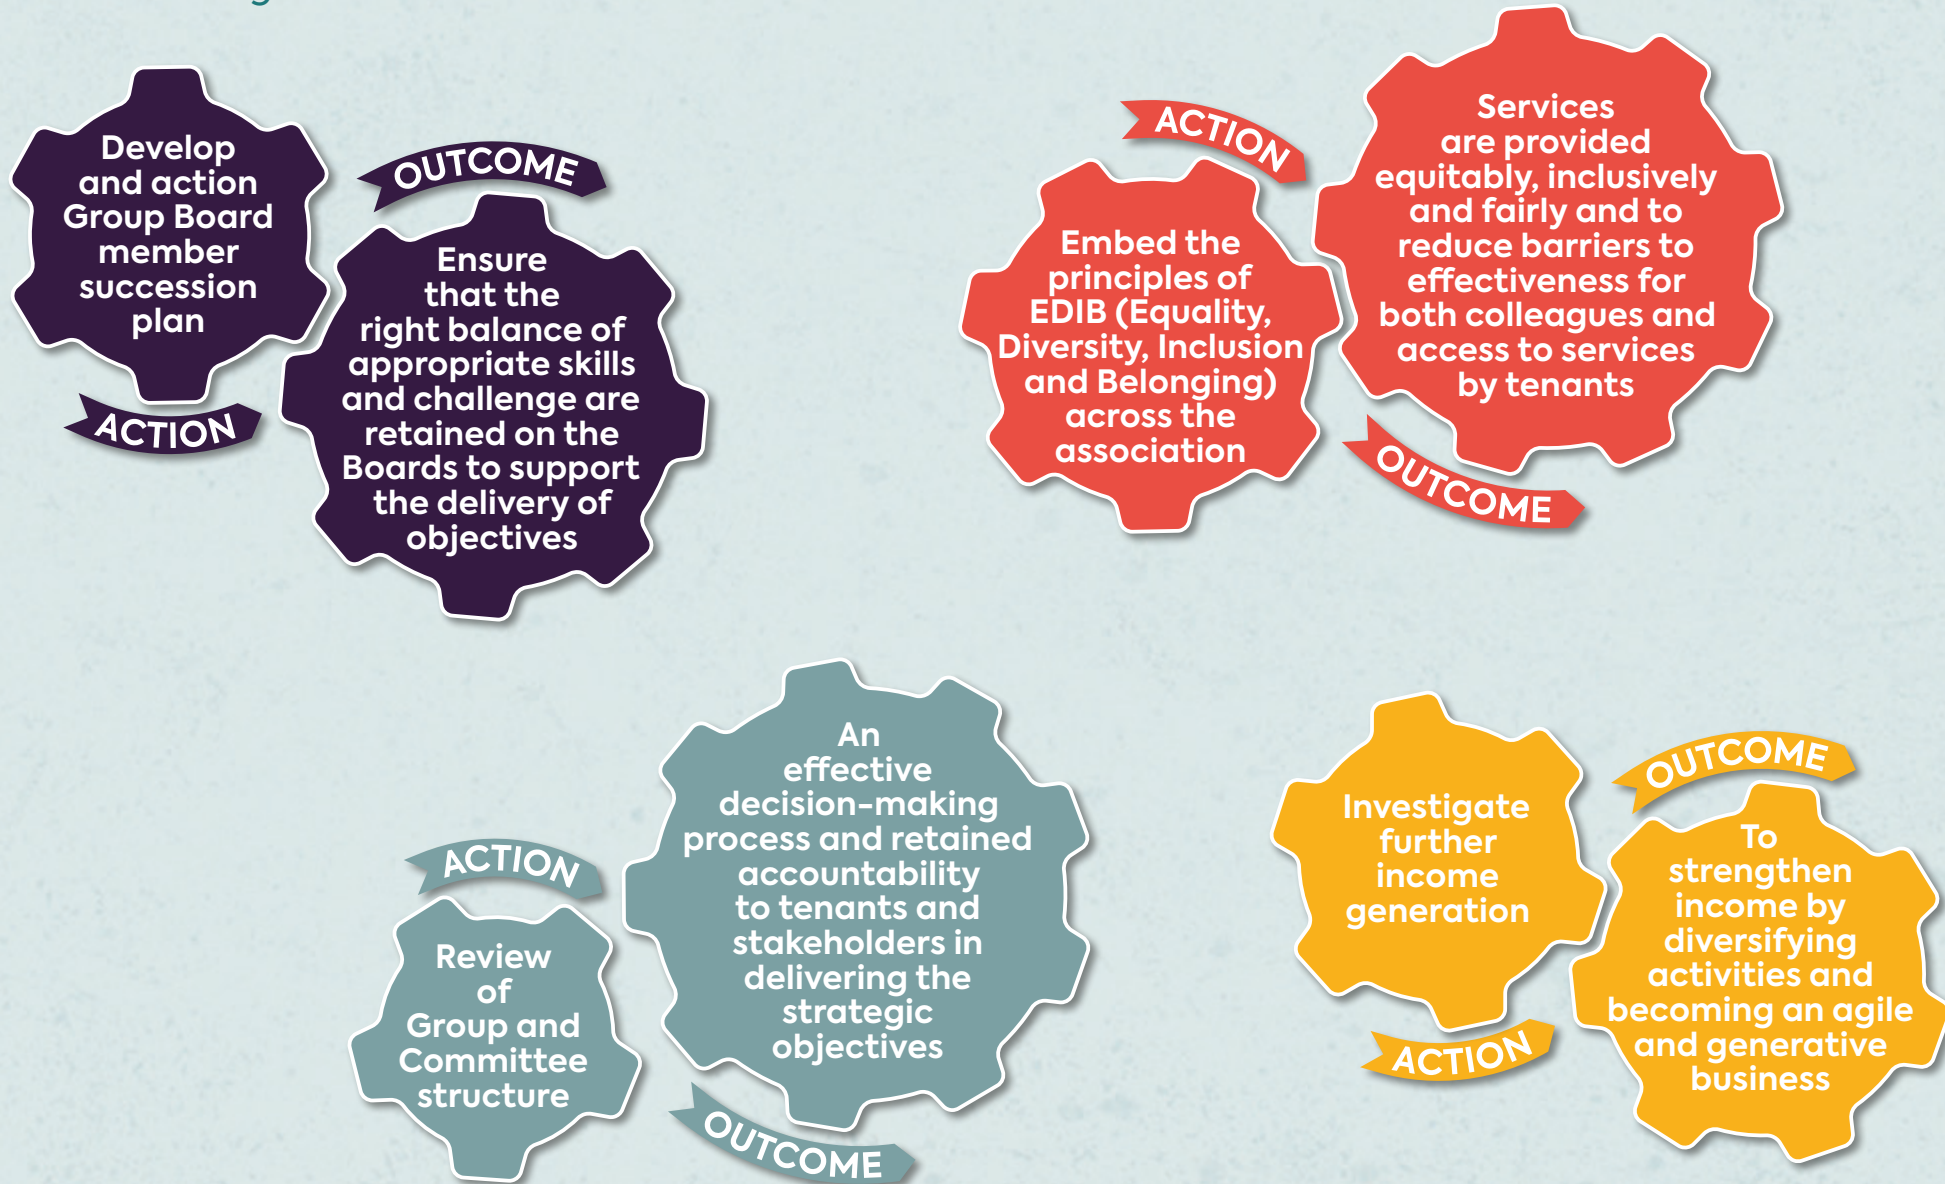 Develop
and action
Group Board
member
succession
plan
ACTION
OUTCOME
Ensure
that the
right balance of
appropriate skills
and challenge are
retained on the
Boards to support
the delivery of
objectives
ACTION
Embed the
principles of
EDIB (Equality,
Diversity, Inclusion
and Belonging)
across the
association
Services
are provided
equitably, inclusively
and fairly and to
reduce barriers to
effectiveness for
both colleagues and
access to services
by tenants
OUTCOME
ACTION
Review
of
Group and
Committee
structure
An
effective
decision-making
process and retained
accountability
to tenants and
stakeholders in
delivering the
strategic
objectives
OUTCOME
Investigate
further
income
generation
ACTION
OUTCOME
To
strengthen
income by
diversifying
activities and
becoming an agile
and generative
business